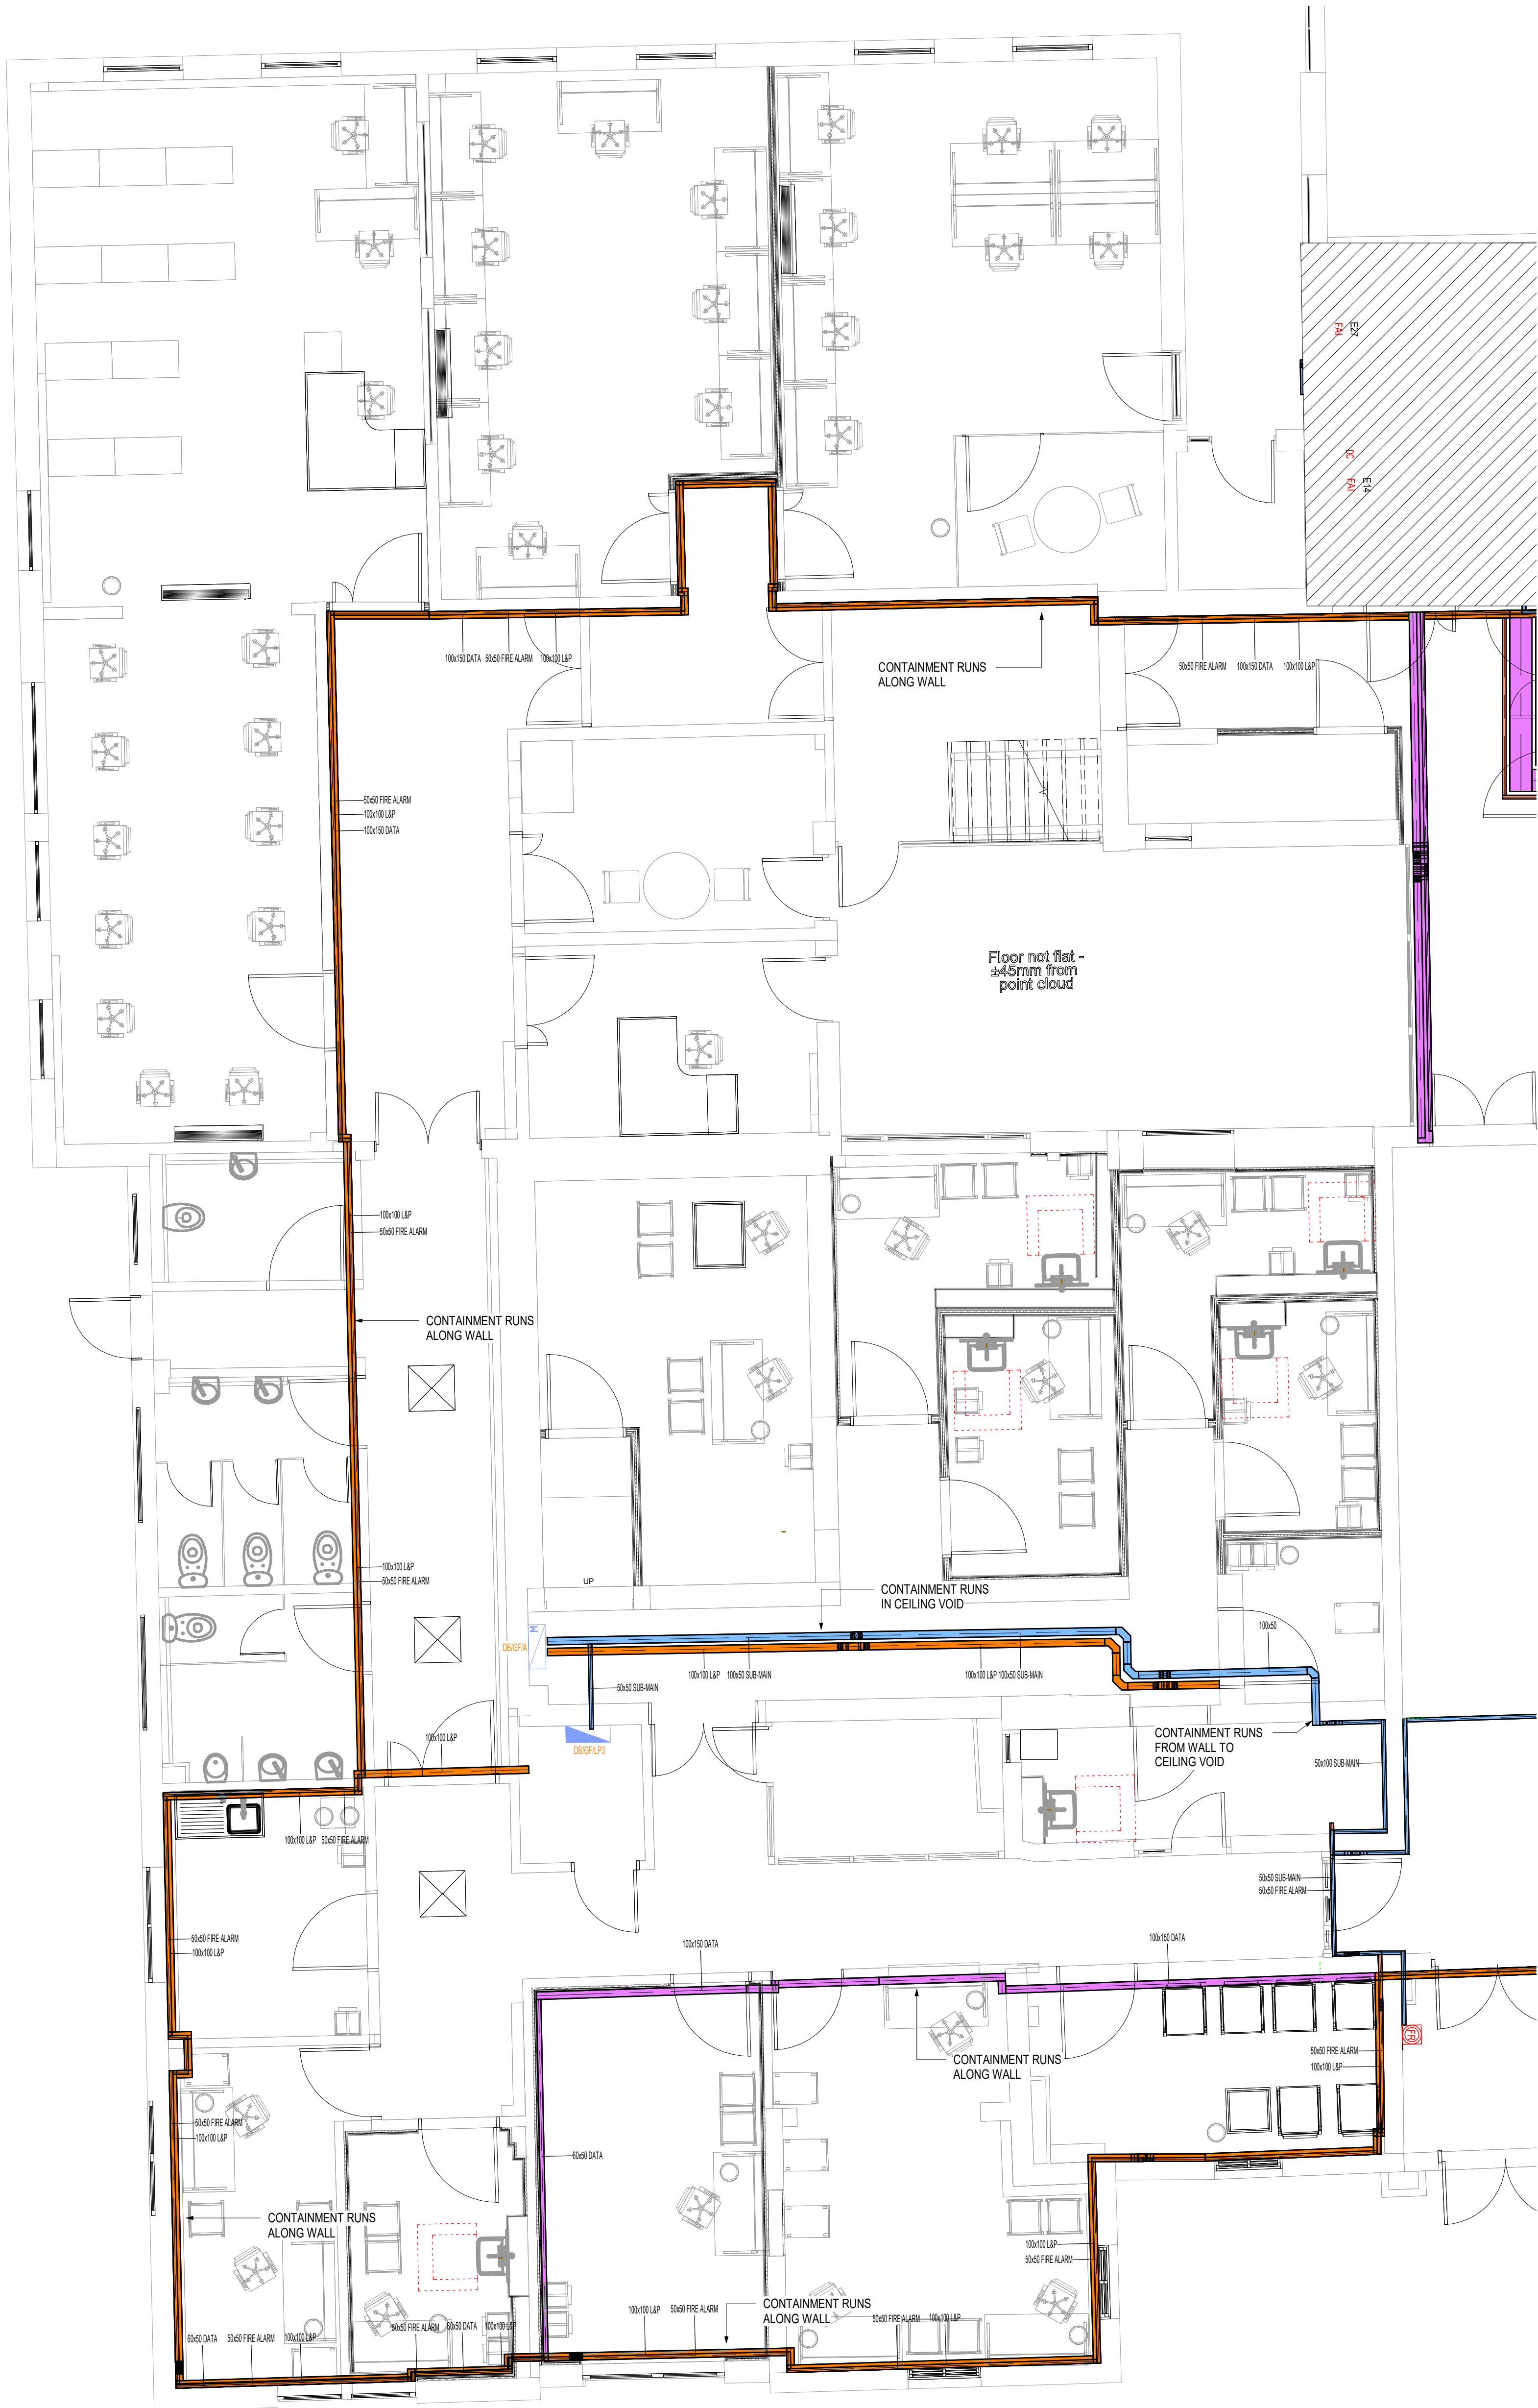 E27
FAI
DC
E14
FAI
100x150 DATA
50x50 FIRE ALARM
100x100 L&P
CONTAINMENT RUNS
ALONG WALL
50x50 FIRE ALARM
100x150 DATA
100x100 L&P
50x50 FIRE ALARM
100x100 L&P
100x150 DATA
Floor not flat -
±45mm from
point cloud
100x100 L&P
50x50 FIRE ALARM
CONTAINMENT RUNS
ALONG WALL
100x100 L&P
50x50 FIRE ALARM
UP
CONTAINMENT RUNS
IN CEILING VOID
DB/GF/A
M
100x50
100x100 L&P
100x50 SUB-MAIN
100x100 L&P
100x50 SUB-MAIN
50x50 SUB-MAIN
DB/GF/LP3
100x100 L&P
CONTAINMENT RUNS
FROM WALL TO
CEILING VOID
50x100 SUB-MAIN
100x100 L&P
50x50 FIRE ALARM
50x50 SUB-MAIN
50x50 FIRE ALARM
50x50 FIRE ALARM
100x100 L&P
100x150 DATA
100x150 DATA
FR
CONTAINMENT RUNS
ALONG WALL
50x50 FIRE ALARM
100x100 L&P
50x50 FIRE ALARM
100x100 L&P
60x50 DATA
CONTAINMENT RUNS
ALONG WALL
100x100 L&P
50x50 FIRE ALARM
CONTAINMENT RUNS
ALONG WALL
100x100 L&P
50x50 FIRE ALARM
50x50 FIRE ALARM
100x100 L&P
60x50 DATA
50x50 FIRE ALARM
100x100 L&P
50x50 FIRE ALARM
60x50 DATA
100x100 L&P